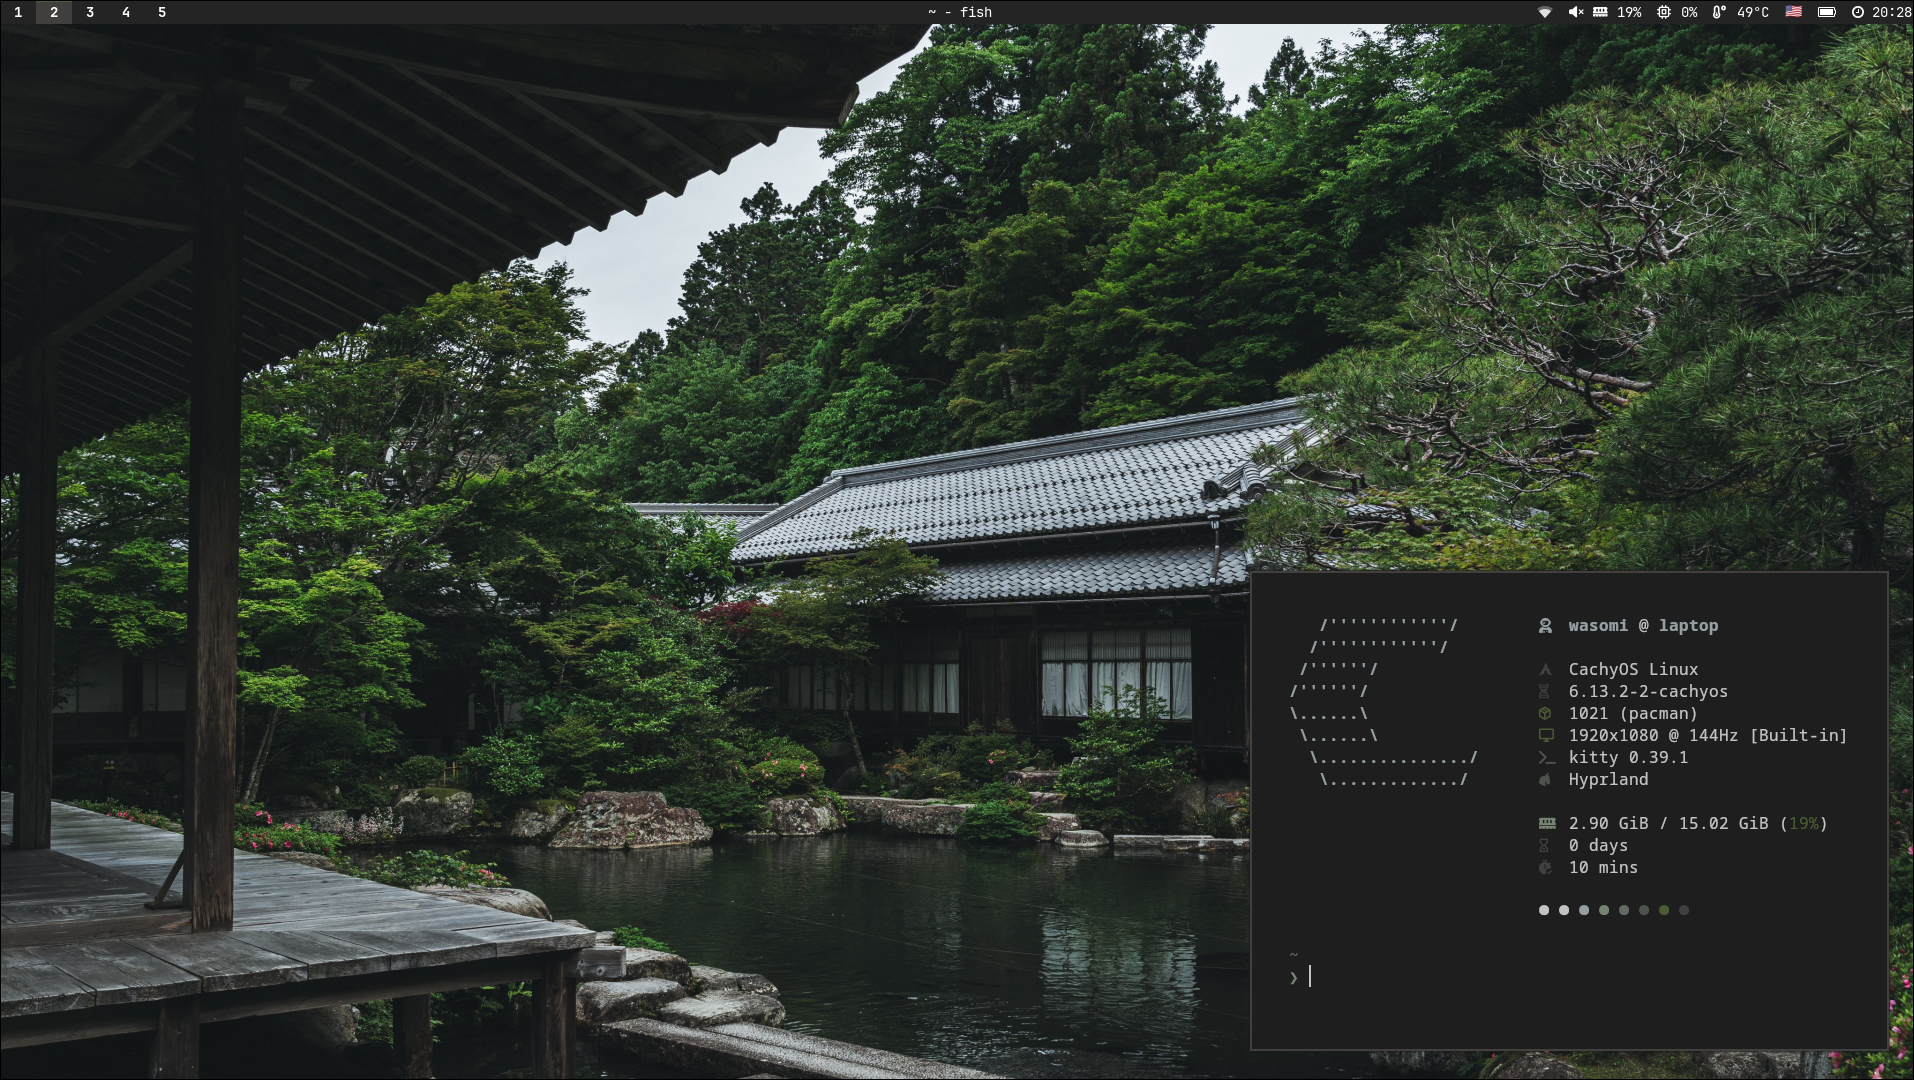 1 2 3 4 5 ~ - fish 19% 0% 49°C 20:28
/'''''''''''/ wasomi @ laptop
/''''''''''''/
/''''''/ CachyOS Linux
/''''''/ 6.13.2-2-cachyos
\......\ 1021 (pacman)
\......\ 1920x1080 @ 144Hz [Built-in]
\.............../ kitty 0.39.1
\............./ Hyprland
2.90 GiB / 15.02 GiB (19%)
0 days
10 mins
~
❯